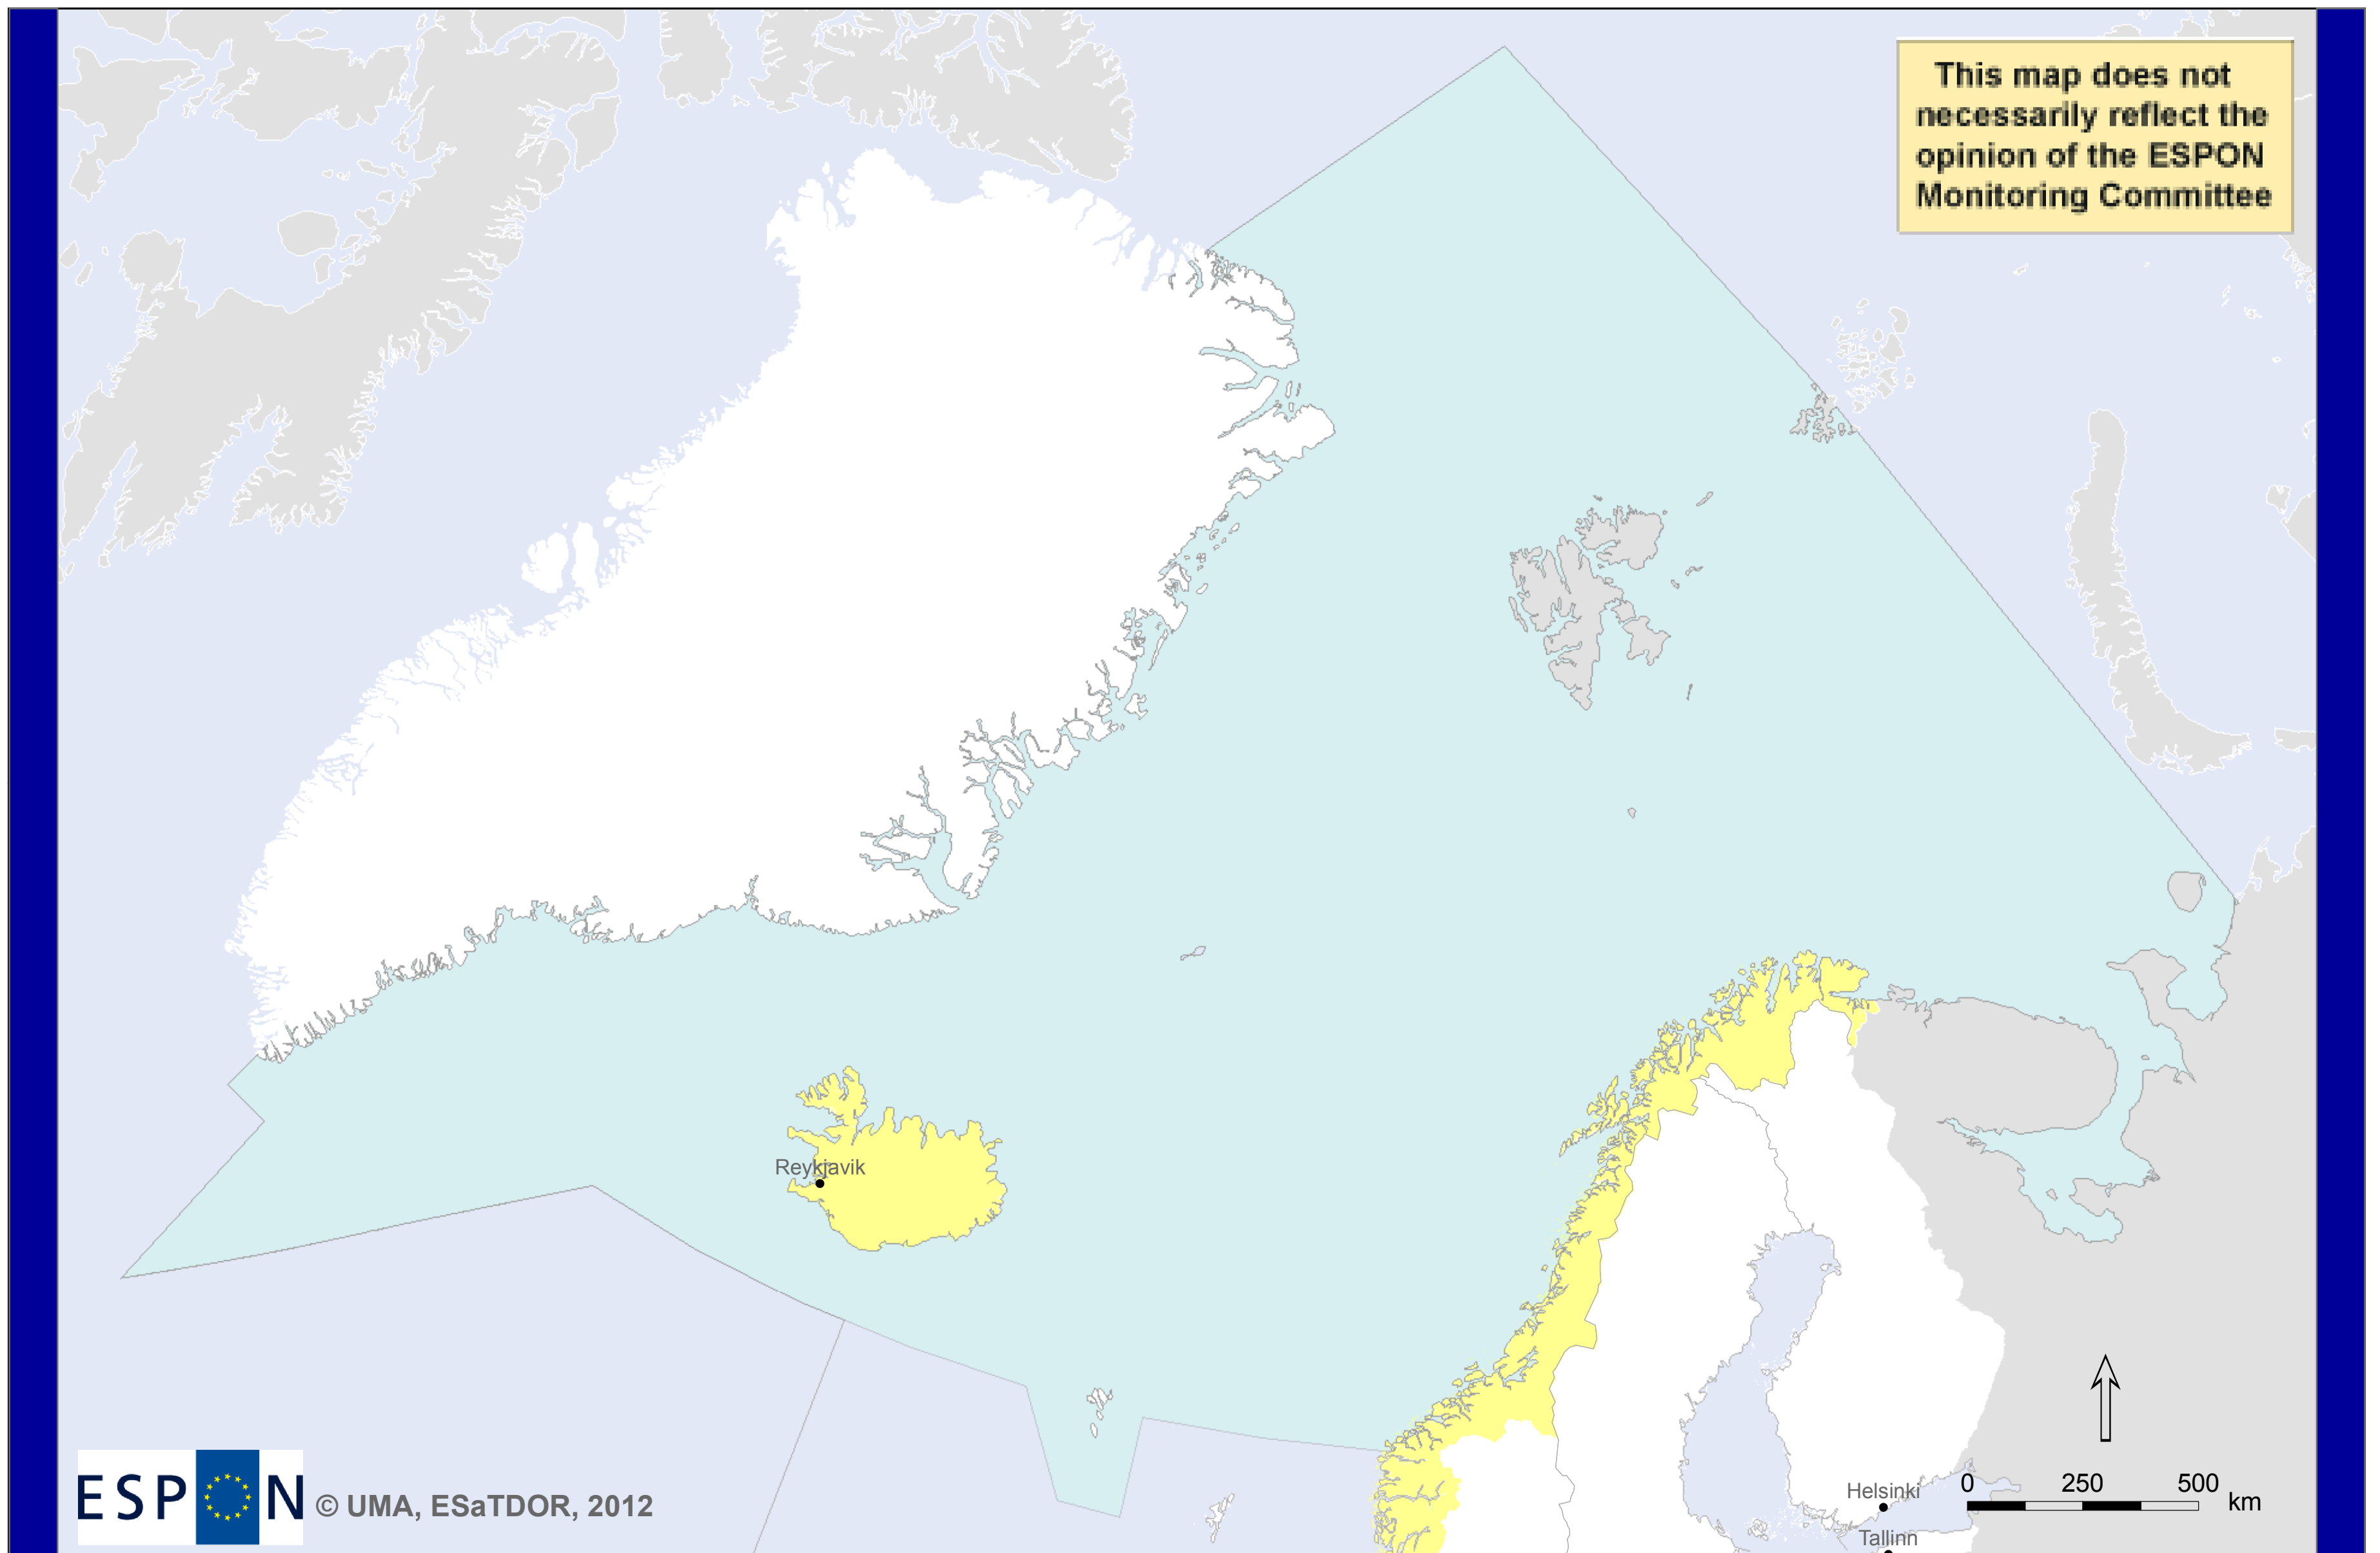 This map does not
necessarily reflect the
opinion of the ESPON
Monitoring Committee
Reykjavik
Helsinki
Tallinn
0 250 500
km
ESPON
© UMA, ESaTDOR, 2012